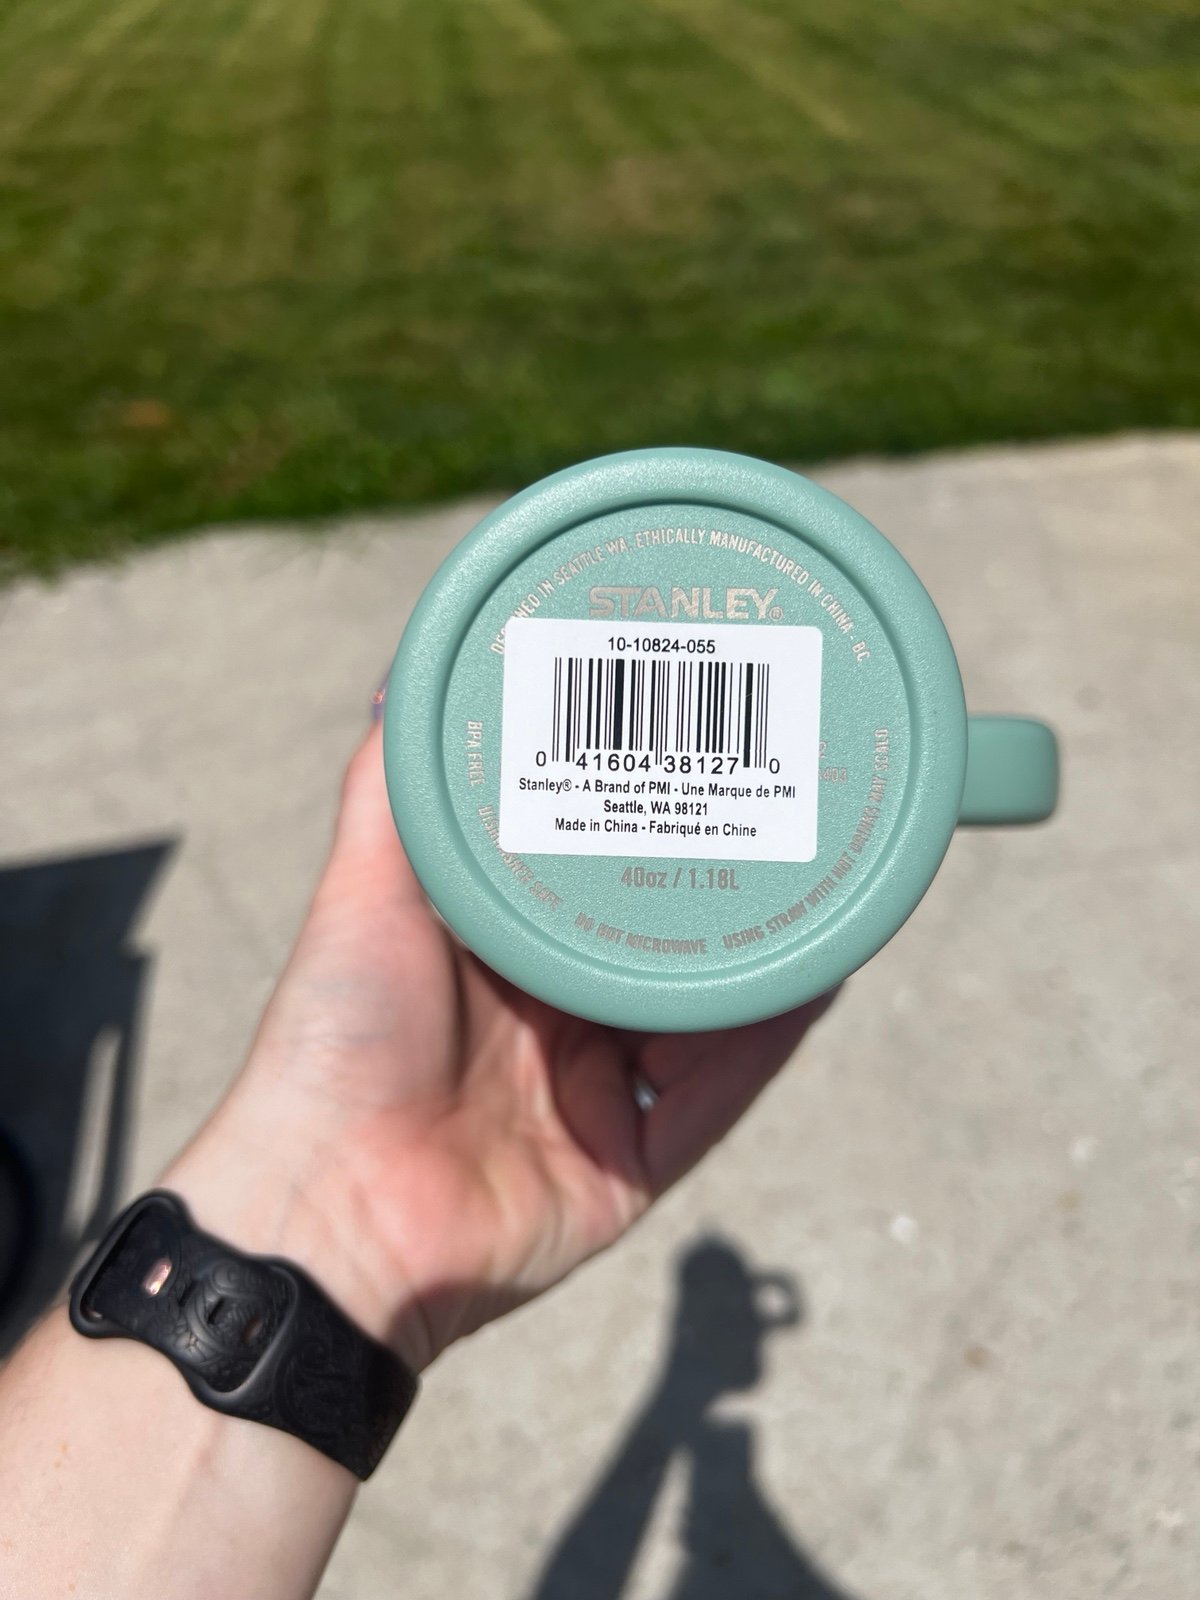 DESIGNED IN SEATTLE WA. ETHICALLY MANUFACTURED IN CHINA - BC
STANLEY®
10-10824-055
0 41604 38127 0
Stanley® - A Brand of PMI - Une Marque de PMI
Seattle, WA 98121
Made in China - Fabriqué en Chine
40oz / 1.18L
BPA FREE
DISHWASHER SAFE
DO NOT MICROWAVE
USING STRAW WITH HOT DRINKS MAY SCALD